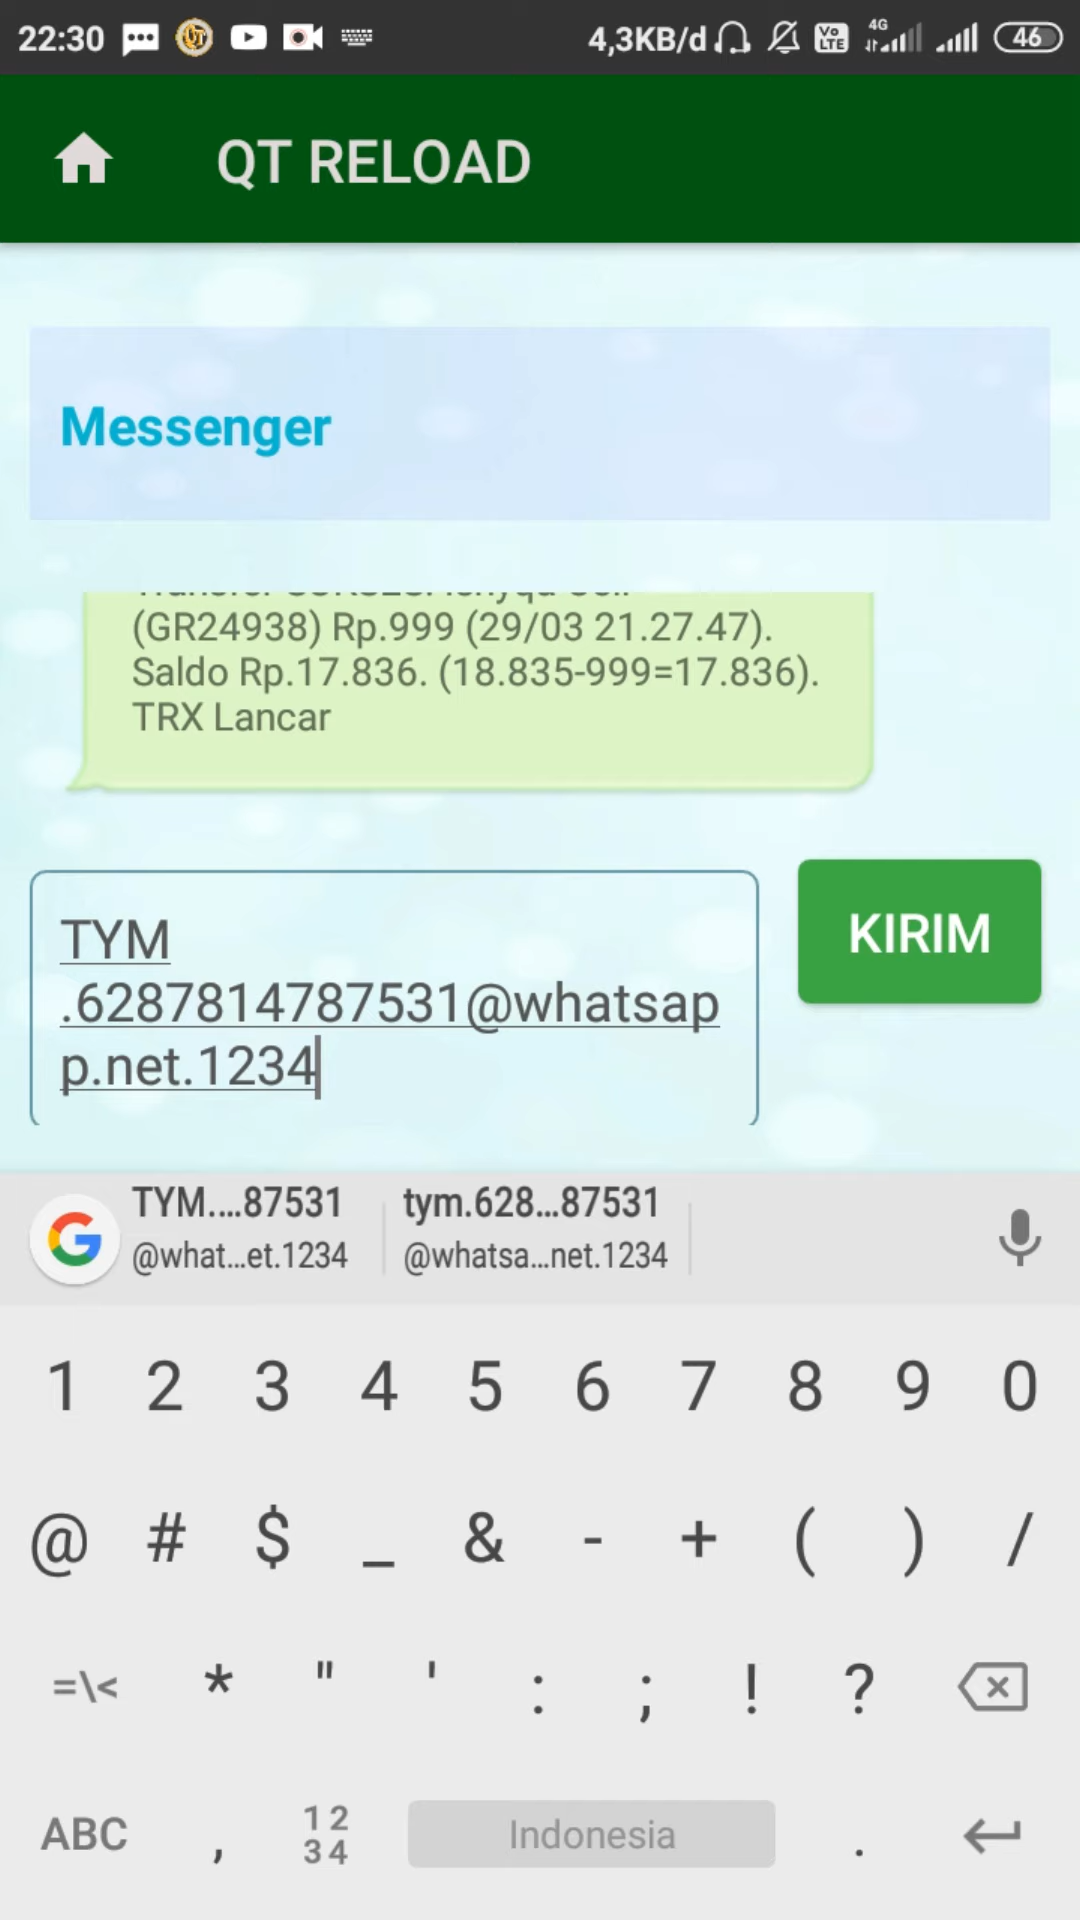 22:30 4,3KB/d Vo LTE 4G 46
QT RELOAD
Messenger
(GR24938) Rp.999 (29/03 21.27.47).
Saldo Rp.17.836. (18.835-999=17.836).
TRX Lancar
TYM
.6287814787531@whatsap
p.net.1234
KIRIM
TYM....87531 tym.628...87531
@what...et.1234 @whatsa...net.1234
1 2 3 4 5 6 7 8 9 0
@ # $ _ & - + ( ) /
=\< * " ' : ; ! ?
ABC , 12 34 Indonesia .